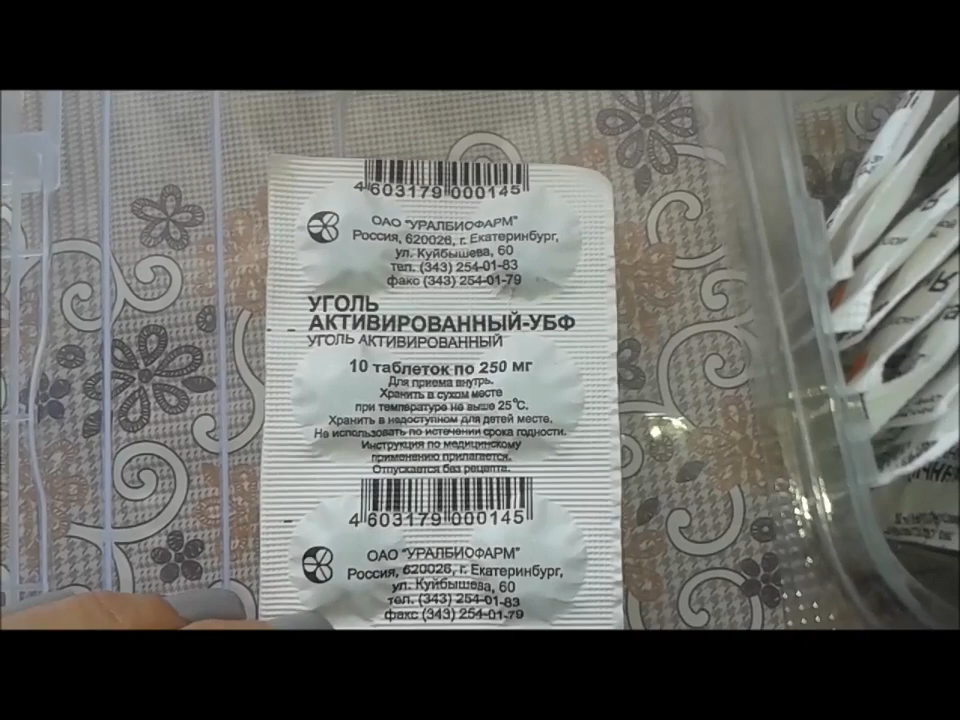 4 603179 000145
ОАО "УРАЛБИОФАРМ"
Россия, 620026, г. Екатеринбург,
ул. Куйбышева, 60
тел. (343) 254-01-83
факс (343) 254-01-79
УГОЛЬ
АКТИВИРОВАННЫЙ-УБФ
УГОЛЬ АКТИВИРОВАННЫЙ
10 таблеток по 250 мг
Для приема внутрь.
Хранить в сухом месте
при температуре не выше 25°С.
Хранить в недоступном для детей месте.
Не использовать по истечении срока годности.
Инструкция по медицинскому
применению прилагается.
Отпускается без рецепта.
4 603179 000145
ОАО "УРАЛБИОФАРМ"
Россия, 620026, г. Екатеринбург,
ул. Куйбышева, 60
тел. (343) 254-01-83
факс (343) 254-01-79